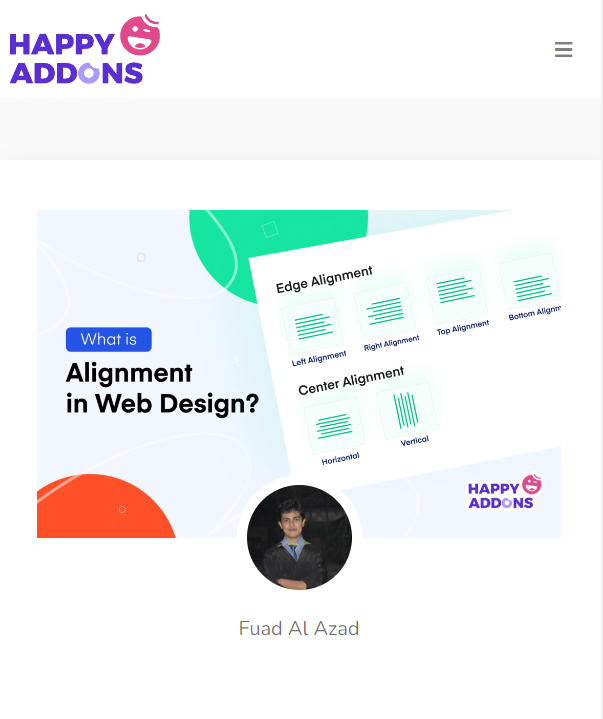 HAPPY
ADDONS
What is
Alignment
in Web Design?
Edge Alignment
Left Alignment
Right Alignment
Top Alignment
Bottom Alignm
Center Alignment
Horizontal
Vertical
HAPPY
ADDONS
Fuad Al Azad